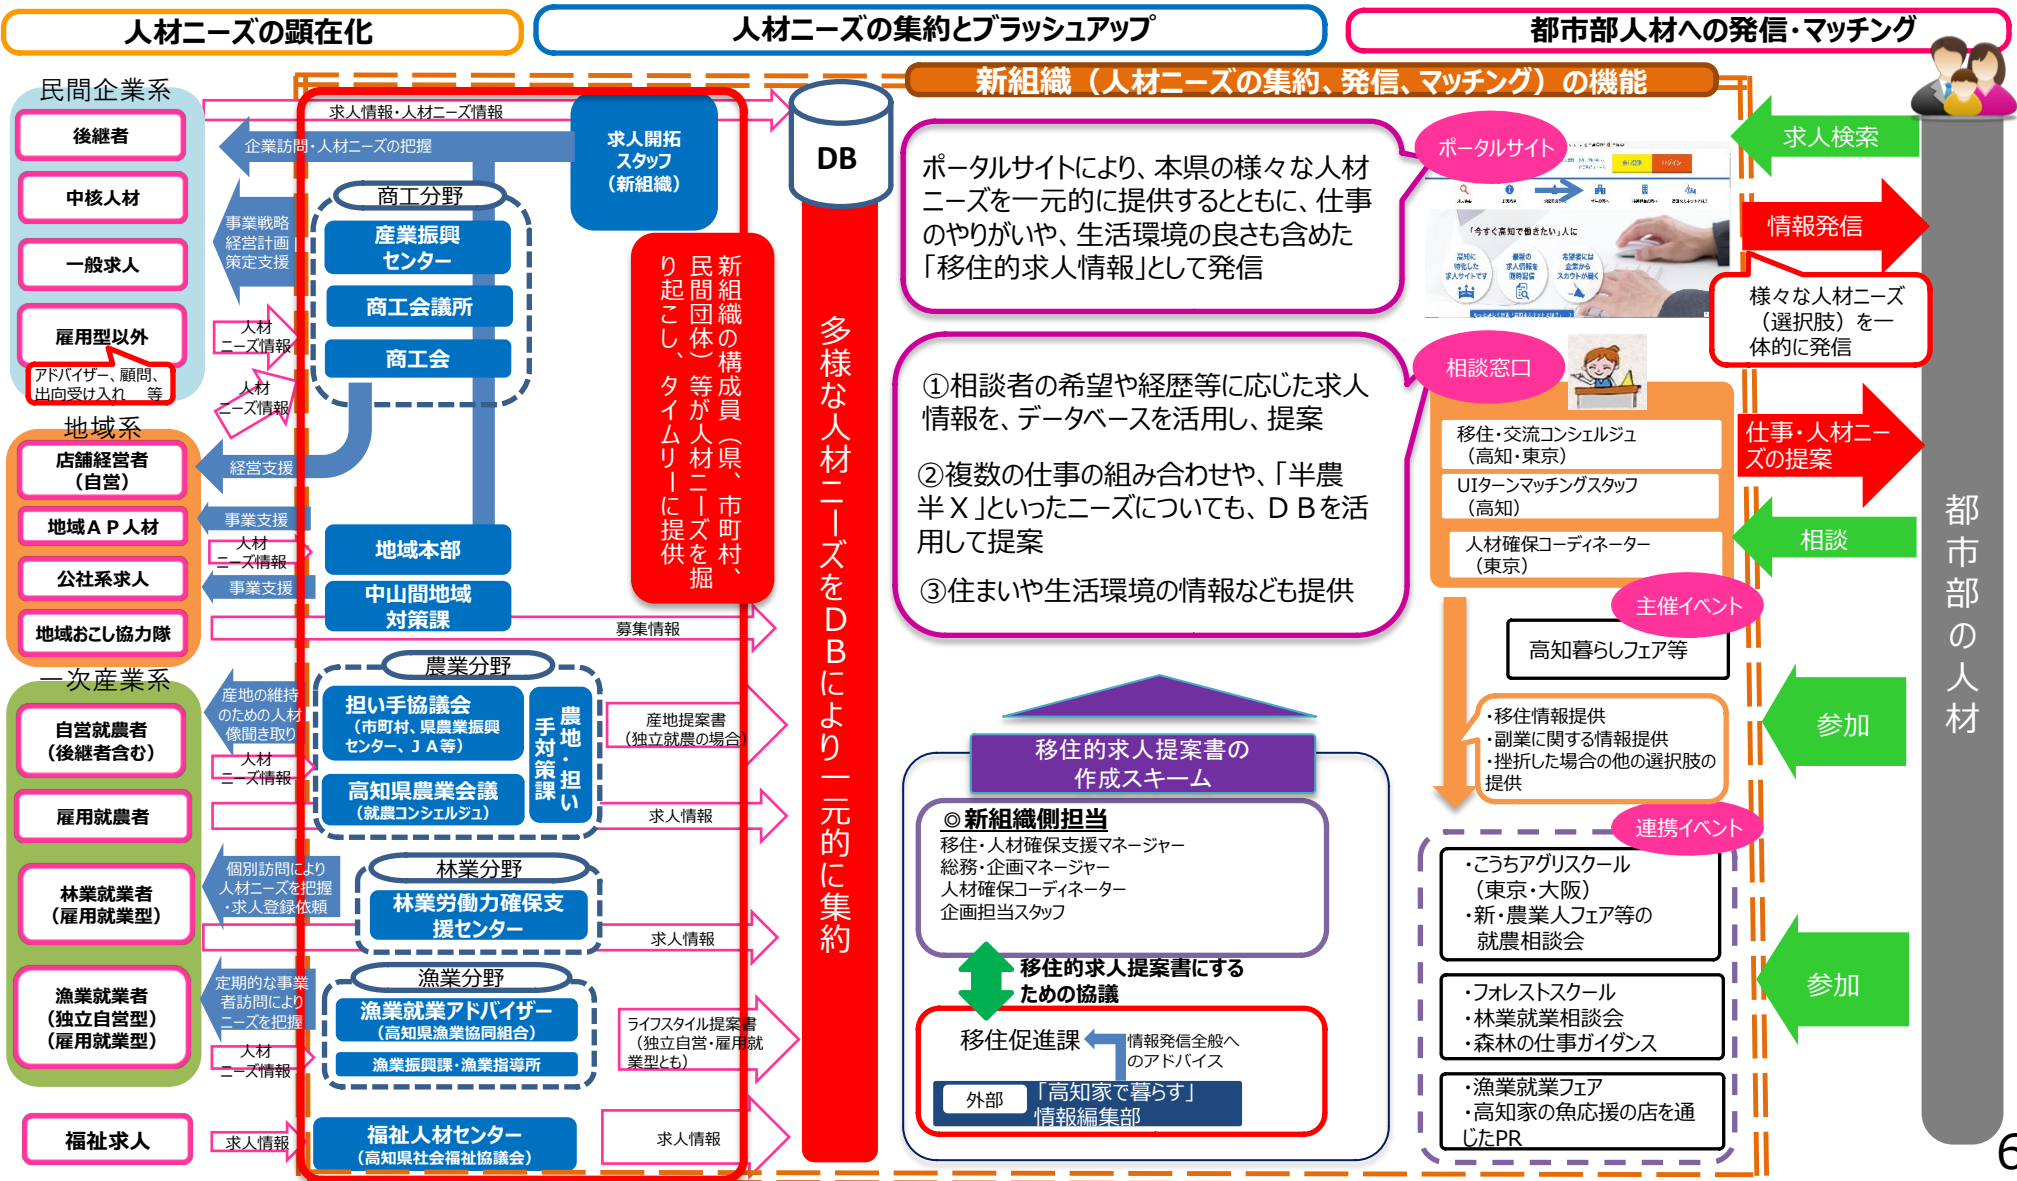 人材ニーズの顕在化
人材ニーズの集約とブラッシュアップ
都市部人材への発信・マッチング
新組織（人材ニーズの集約、発信、マッチング）の機能
民間企業系
後継者
中核人材
一般求人
雇用型以外
アドバイザー、顧問、
出向受け入れ　等
地域系
店舗経営者
（自営）
地域ＡＰ人材
公社系求人
地域おこし協力隊
一次産業系
自営就農者
（後継者含む）
雇用就農者
林業就業者
（雇用就業型）
漁業就業者
（独立自営型）
（雇用就業型）
福祉求人
求人情報・人材ニーズ情報
企業訪問・人材ニーズの把握
事業戦略
経営計画
策定支援
人材
ニーズ情報
人材
ニーズ情報
経営支援
事業支援
人材
ニーズ情報
事業支援
募集情報
産地の維持
のための人材
像聞き取り
人材
ニーズ情報
個別訪問により
人材ニーズを把握
・求人登録依頼
定期的な事業
者訪問により
ニーズを把握
人材
ニーズ情報
求人情報
求人開拓
スタッフ
（新組織）
商工分野
産業振興
センター
商工会議所
商工会
地域本部
中山間地域
対策課
農業分野
担い手協議会
（市町村、県農業振興
センター、ＪＡ等）
高知県農業会議
（就農コンシェルジュ）
農地・担い
手対策課
林業分野
林業労働力確保支
援センター
漁業分野
漁業就業アドバイザー
（高知県漁業協同組合）
漁業振興課・漁業指導所
福祉人材センター
（高知県社会福祉協議会）
新組織の構成員（県、市町村、
民間団体）等が人材ニーズを掘
り起こし、タイムリーに提供
産地提案書
（独立就農の場合）
求人情報
求人情報
ライフスタイル提案書
（独立自営・雇用就
業型とも）
求人情報
DB
多様な人材ニーズをＤＢにより一元的に集約
ポータルサイトにより、本県の様々な人材
ニーズを一元的に提供するとともに、仕事
のやりがいや、生活環境の良さも含めた
「移住的求人情報」として発信
ポータルサイト
「今すぐ高知で働きたい」人に
高知に
特化した
求人サイトです
最新の
求人情報を
随時配信
希望者には
企業から
スカウトが届く
①相談者の希望や経歴等に応じた求人
情報を、データベースを活用し、提案
②複数の仕事の組み合わせや、「半農
半Ｘ」といったニーズについても、ＤＢを活
用して提案
③住まいや生活環境の情報なども提供
相談窓口
移住・交流コンシェルジュ
（高知・東京）
UIターンマッチングスタッフ
（高知）
人材確保コーディネーター
（東京）
主催イベント
高知暮らしフェア等
・移住情報提供
・副業に関する情報提供
・挫折した場合の他の選択肢の
提供
連携イベント
・こうちアグリスクール
（東京・大阪）
・新・農業人フェア等の
就農相談会
・フォレストスクール
・林業就業相談会
・森林の仕事ガイダンス
・漁業就業フェア
・高知家の魚応援の店を通
じたPR
移住的求人提案書の
作成スキーム
◎新組織側担当
移住・人材確保支援マネージャー
総務・企画マネージャー
人材確保コーディネーター
企画担当スタッフ
移住的求人提案書にする
ための協議
移住促進課
情報発信全般へ
のアドバイス
外部
「高知家で暮らす」
情報編集部
求人検索
情報発信
様々な人材ニーズ
（選択肢）を一
体的に発信
仕事・人材ニー
ズの提案
相談
参加
参加
都市部の人材
6